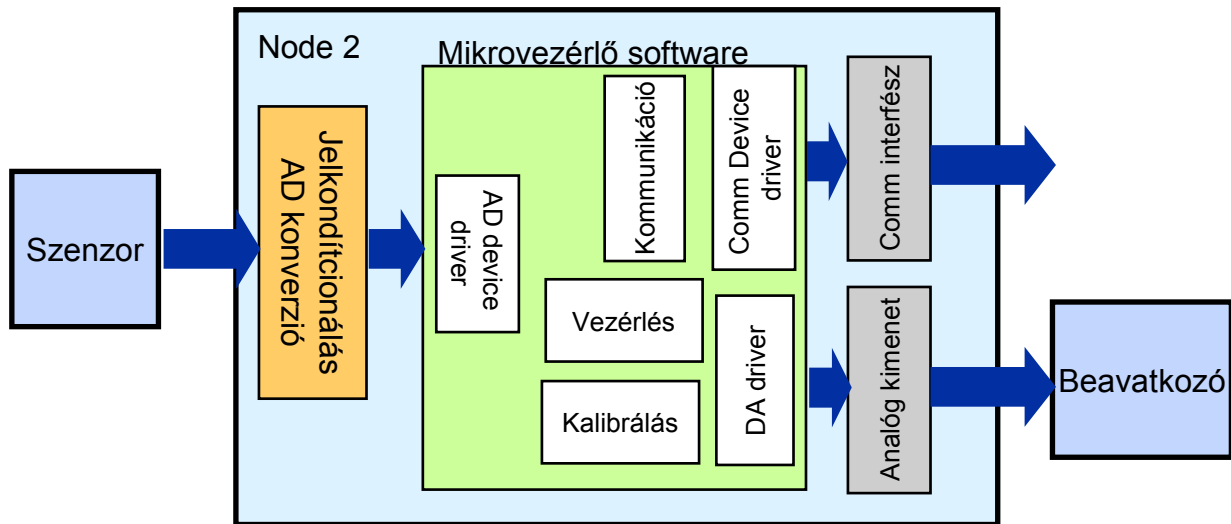 Node 2
Mikrovezérlő software
Szenzor
Jelkondítcionálás
AD konverzió
AD device
driver
Kommunikáció
Comm Device
driver
Vezérlés
Kalibrálás
DA driver
Comm interfész
Analóg kimenet
Beavatkozó